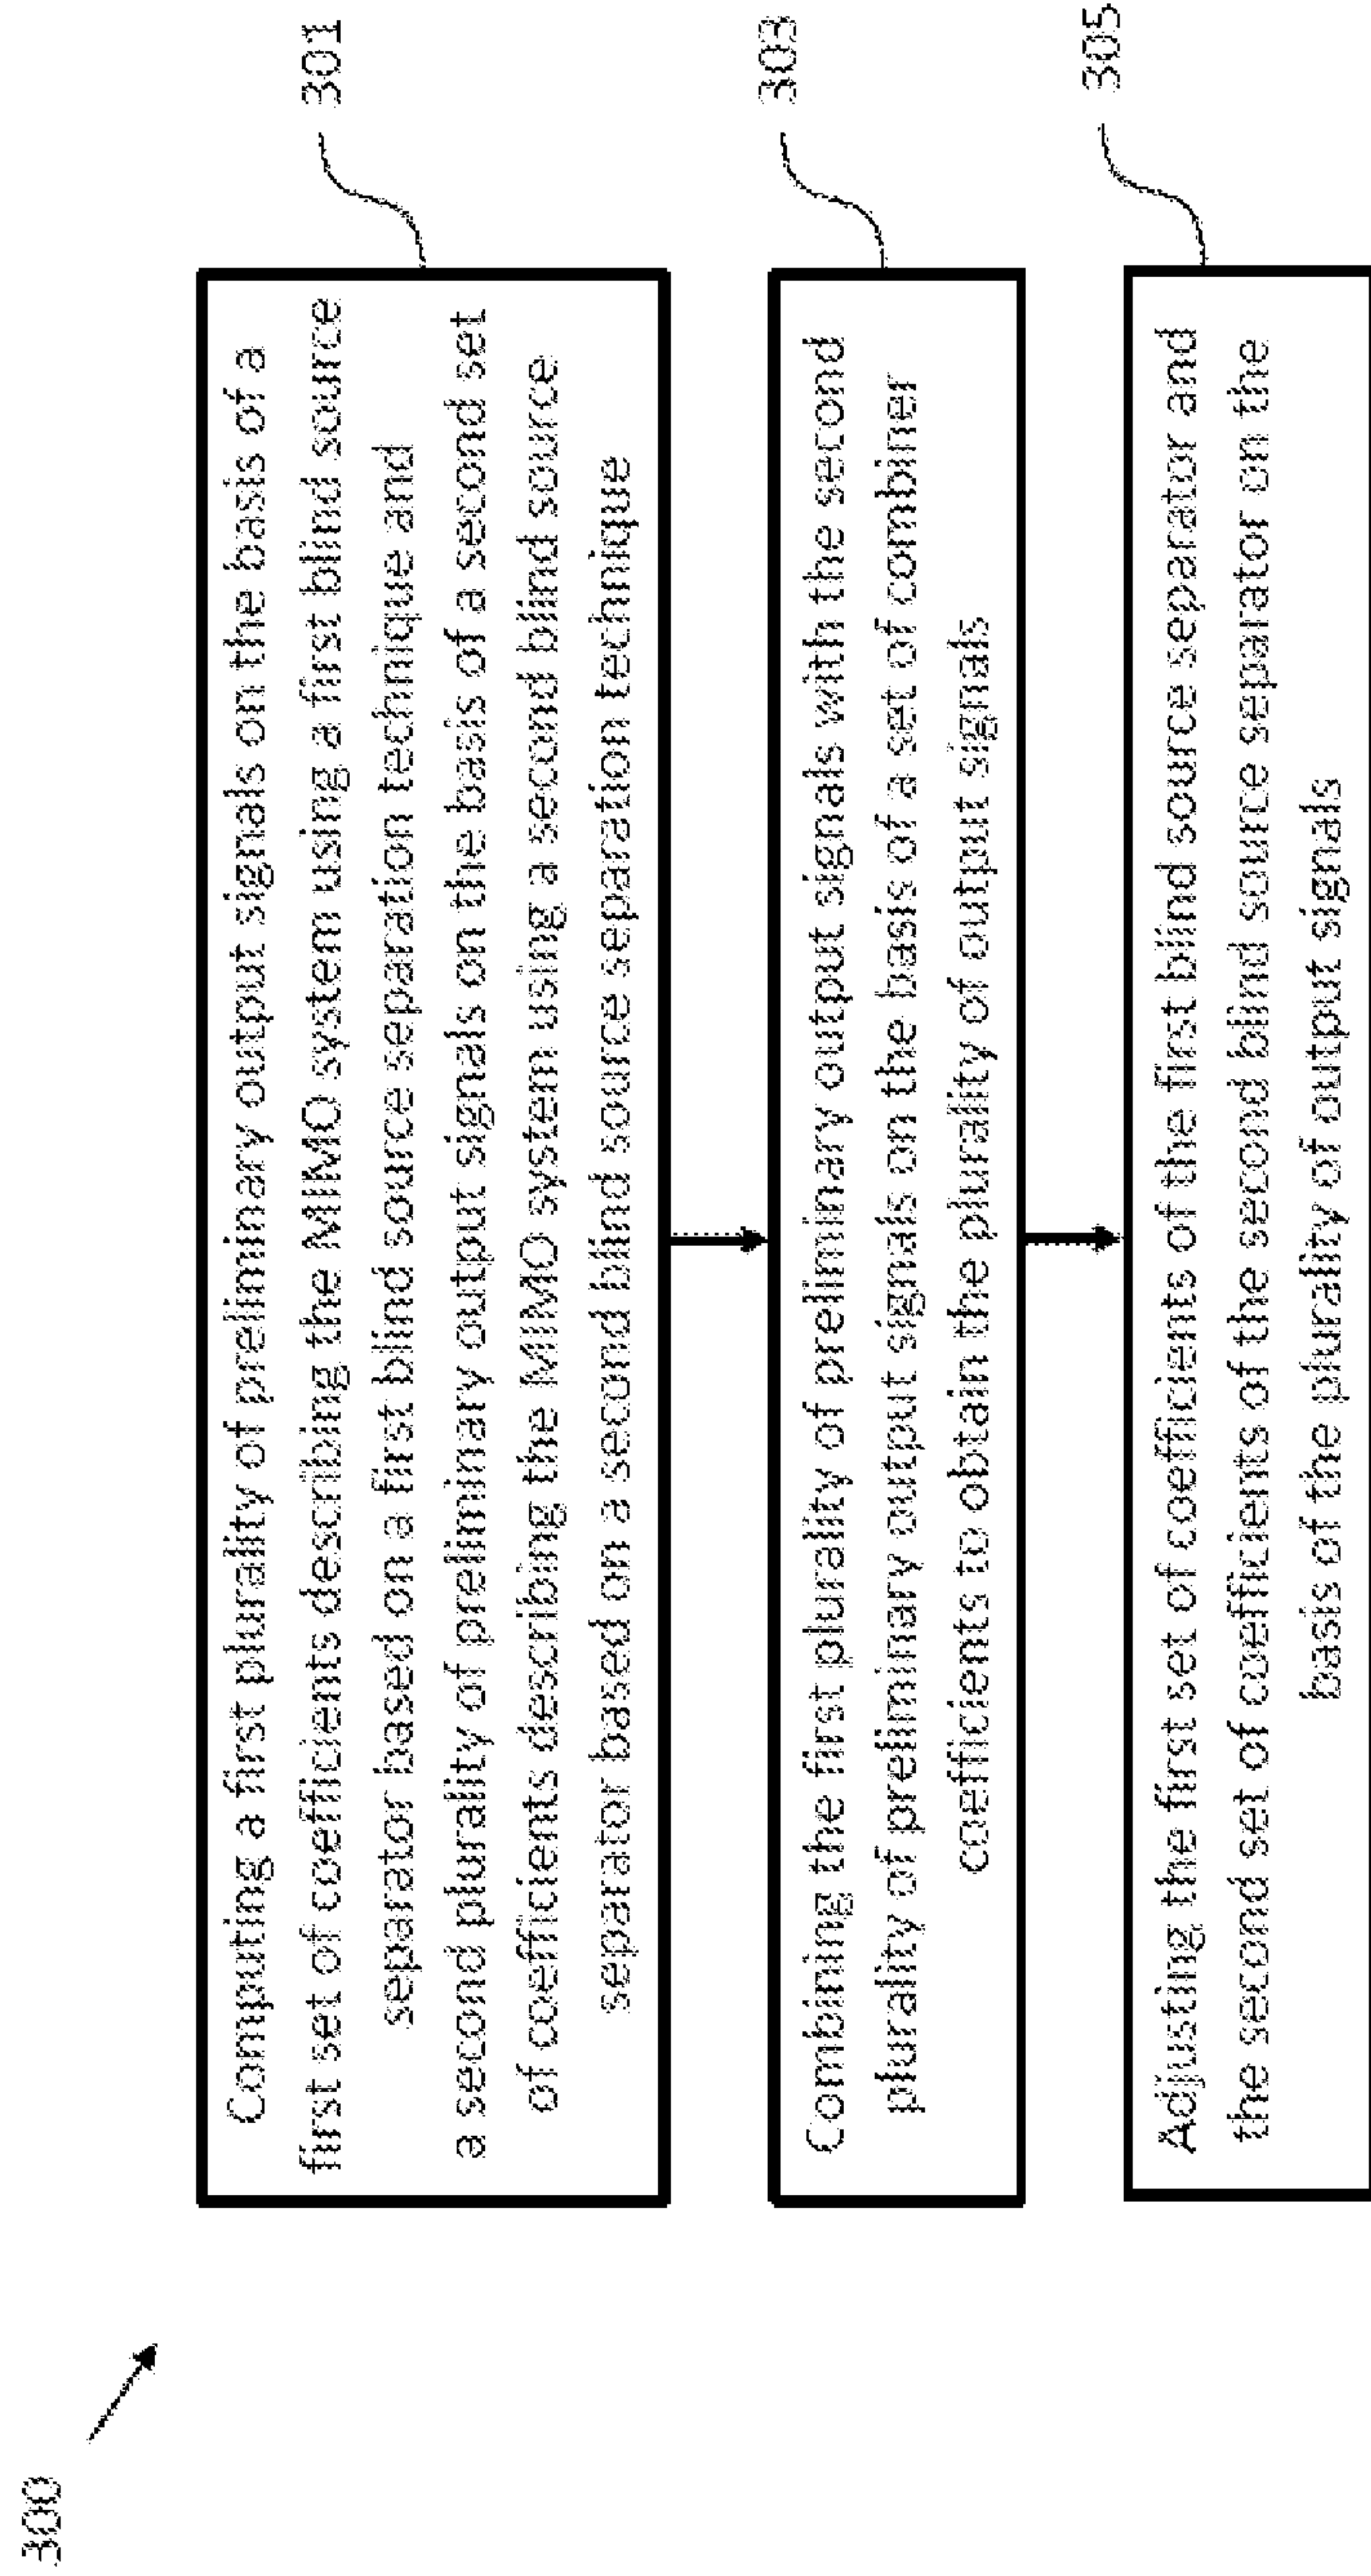 300
301
Computing a first plurality of preliminary output signals on the basis of a
first set of coefficients describing the MIMO system using a first blind source
separator based on a first blind source separation technique and
a second plurality of preliminary output signals on the basis of a second set
of coefficients describing the MIMO system using a second blind source
separator based on a second blind source separation technique
303
Combining the first plurality of preliminary output signals with the second
plurality of preliminary output signals on the basis of a set of combiner
coefficients to obtain the plurality of output signals
305
Adjusting the first set of coefficients of the first blind source separator and
the second set of coefficients of the second blind source separator on the
basis of the plurality of output signals